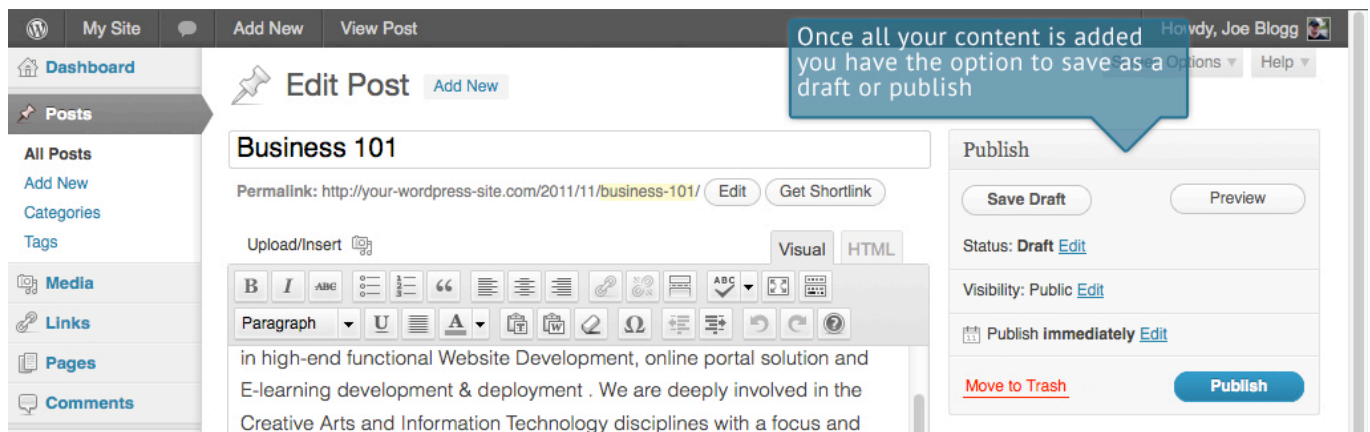 My Site Add New View Post Howdy, Joe Blogg
Once all your content is added
you have the option to save as a
draft or publish
Options Help
Dashboard
Posts
All Posts
Add New
Categories
Tags
Media
Links
Pages
Comments
Edit Post Add New
Business 101
Permalink: http://your-wordpress-site.com/2011/11/business-101/ Edit Get Shortlink
Upload/Insert Visual HTML
B I ABC ABC
Paragraph U A T W Ω
in high-end functional Website Development, online portal solution and
E-learning development & deployment . We are deeply involved in the
Creative Arts and Information Technology disciplines with a focus and
Publish
Save Draft Preview
Status: Draft Edit
Visibility: Public Edit
11 Publish immediately Edit
Move to Trash Publish